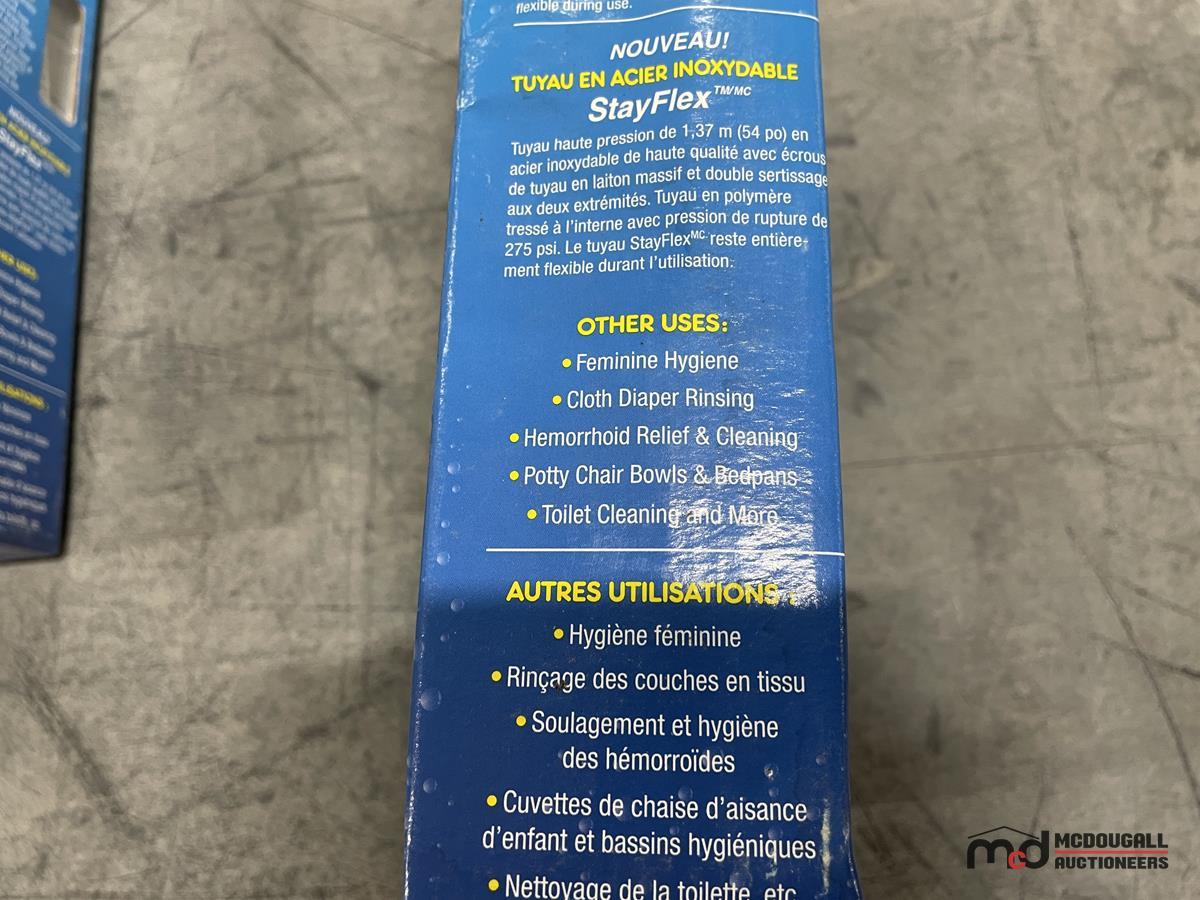 flexible during use.
NOUVEAU!
TUYAU EN ACIER INOXYDABLE
StayFlex™/MC
Tuyau haute pression de 1,37 m (54 po) en
acier inoxydable de haute qualité avec écrous
de tuyau en laiton massif et double sertissage
aux deux extrémités. Tuyau en polymère
tressé à l'interne avec pression de rupture de
275 psi. Le tuyau StayFlexMC reste entière-
ment flexible durant l'utilisation.
OTHER USES:
• Feminine Hygiene
• Cloth Diaper Rinsing
• Hemorrhoid Relief & Cleaning
• Potty Chair Bowls & Bedpans
• Toilet Cleaning and More
AUTRES UTILISATIONS :
• Hygiène féminine
• Rinçage des couches en tissu
• Soulagement et hygiène
des hémorroïdes
• Cuvettes de chaise d'aisance
d'enfant et bassins hygiéniques
• Nettoyage de la toilette, etc.
NOUVEAU!
StayFlex
mcd MCDOUGALL
AUCTIONEERS